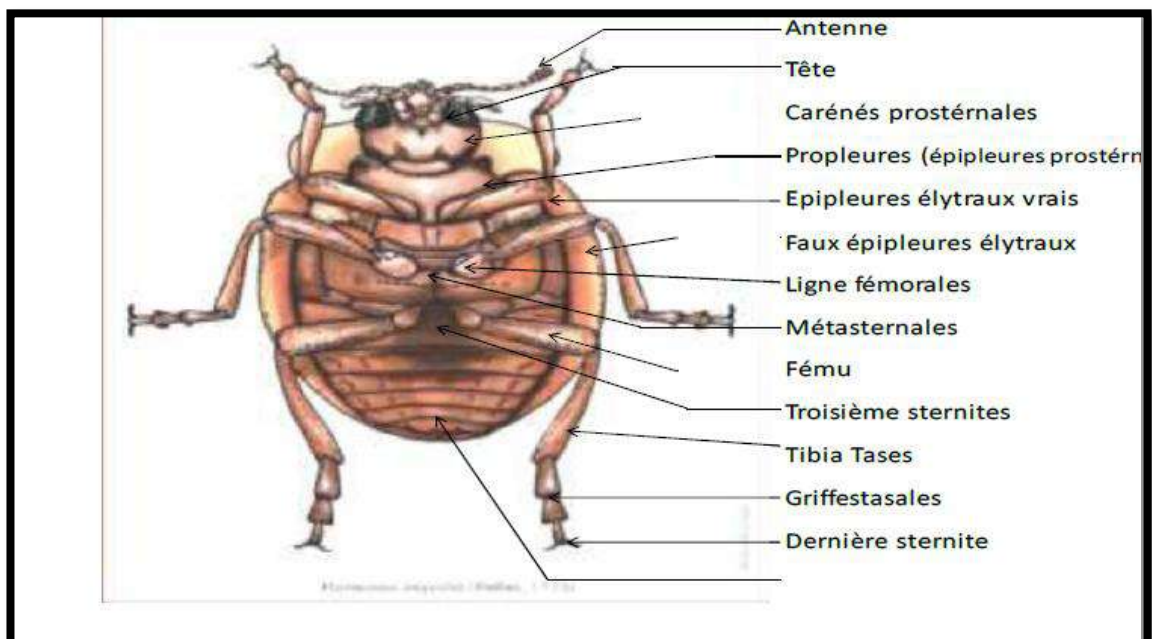 Antenne
Tête
Carénés prostérnales
Propleures (épipleures prostérn
Epipleures élytraux vrais
Faux épipleures élytraux
Ligne fémorales
Métasternales
Fému
Troisième sternites
Tibia Tases
Griffestasales
Dernière sternite